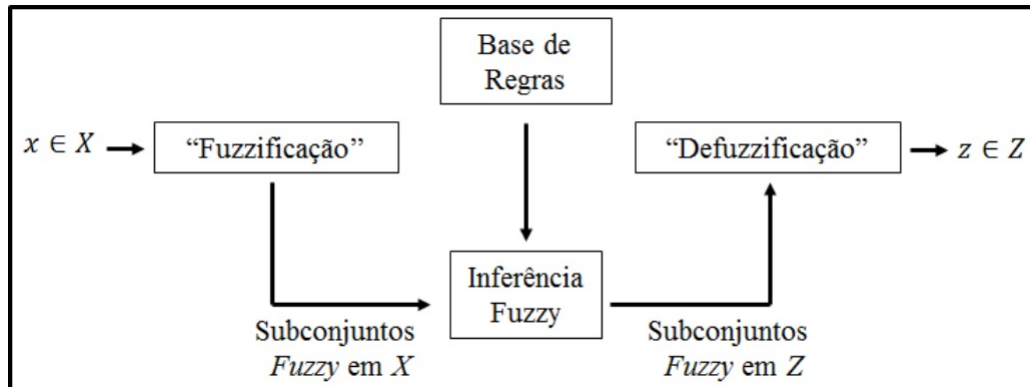 Base de
Regras
x ∈ X
“Fuzzificação”
“Defuzzificação”
z ∈ Z
Inferência
Fuzzy
Subconjuntos
Fuzzy em X
Subconjuntos
Fuzzy em Z